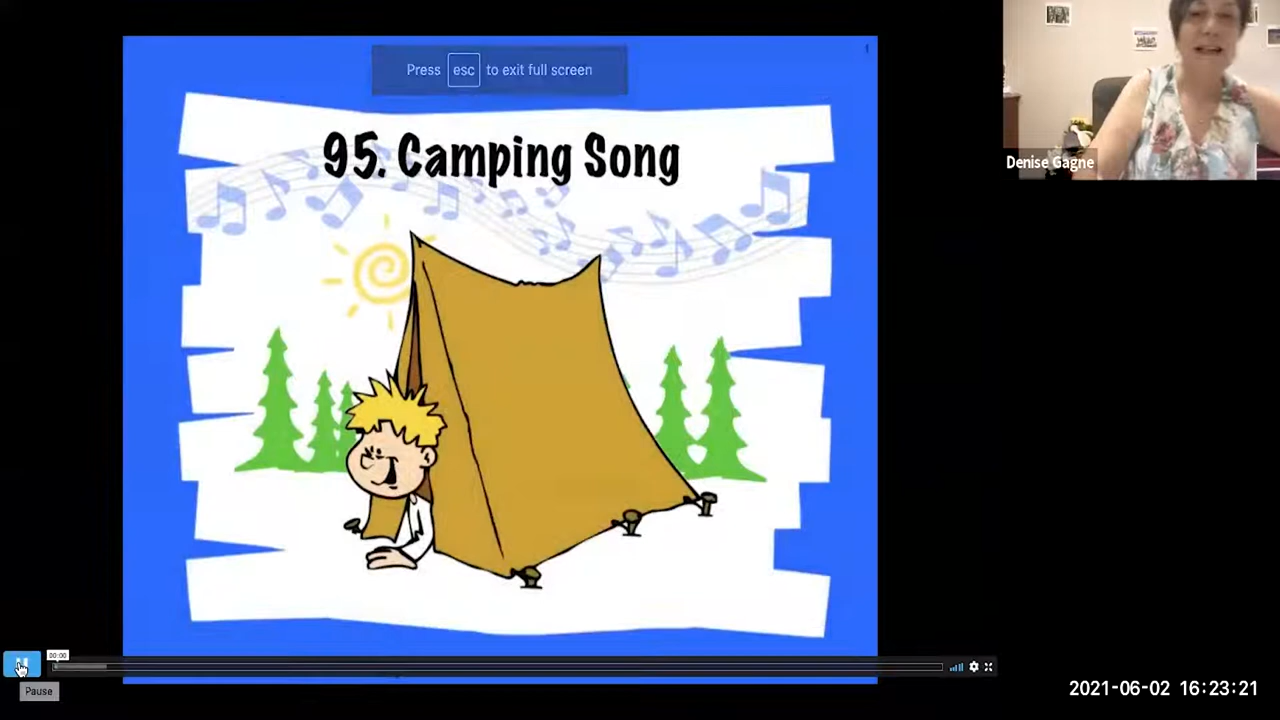 Press esc to exit full screen
95. Camping Song
Denise Gagne
00:00
Pause
2021-06-02 16:23:21